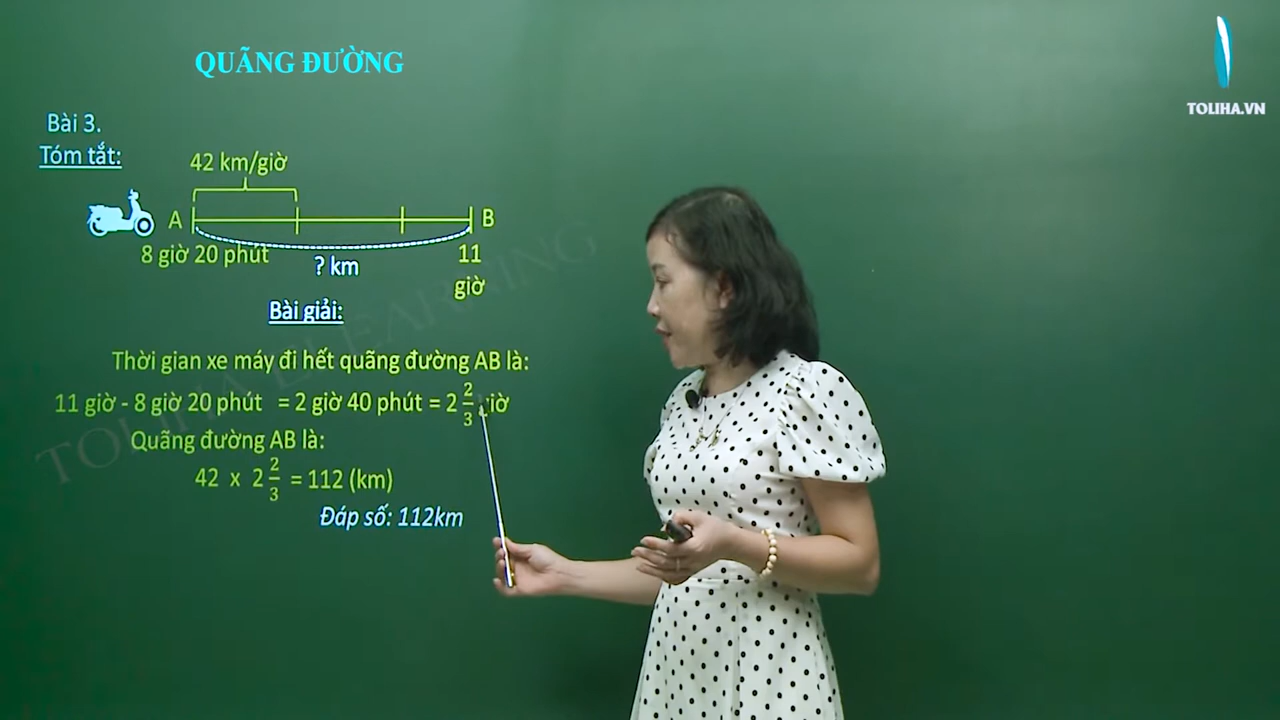 QUÃNG ĐƯỜNG
TOLIHA.VN
Bài 3.
Tóm tắt:
42 km/giờ
A B
8 giờ 20 phút ? km 11 giờ
Bài giải:
TOLIHA ELEARNING
Thời gian xe máy đi hết quãng đường AB là:
11 giờ - 8 giờ 20 phút = 2 giờ 40 phút = 2 2/3 giờ
Quãng đường AB là:
42 x 2 2/3 = 112 (km)
Đáp số: 112km